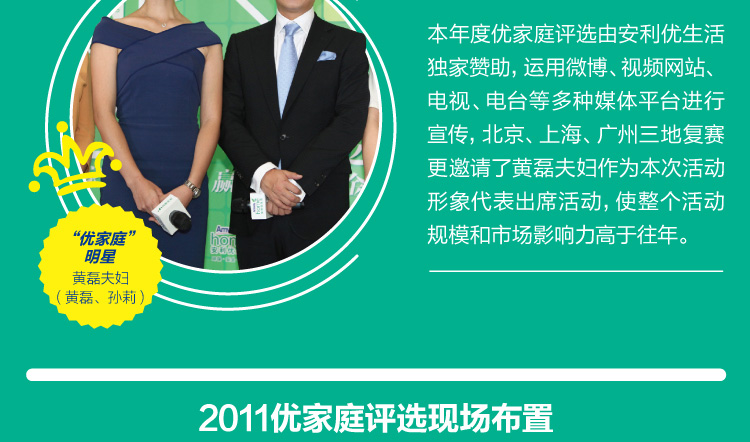 本年度优家庭评选由安利优生活
独家赞助，运用微博、视频网站、
电视、电台等多种媒体平台进行
宣传，北京、上海、广州三地复赛
更邀请了黄磊夫妇作为本次活动
形象代表出席活动，使整个活动
规模和市场影响力高于往年。
“优家庭”
明星
黄磊夫妇
（黄磊、孙莉）
2011优家庭评选现场布置